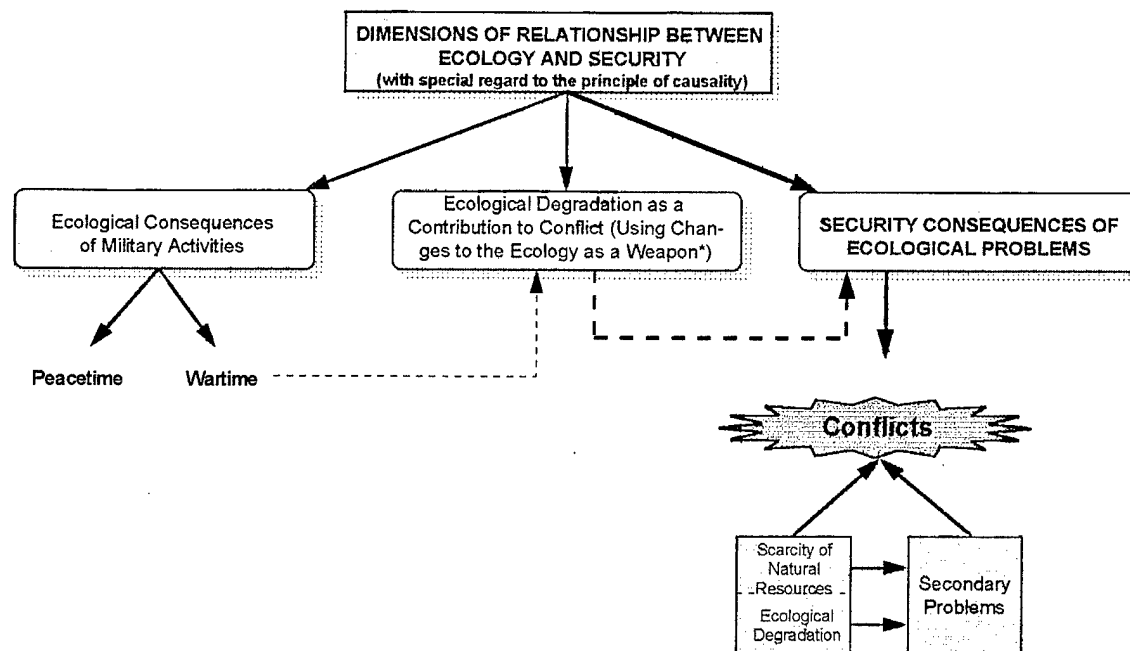 DIMENSIONS OF RELATIONSHIP BETWEEN
ECOLOGY AND SECURITY
(with special regard to the principle of causality)
Ecological Consequences
of Military Activities
Ecological Degradation as a
Contribution to Conflict (Using Chan-
ges to the Ecology as a Weapon*)
SECURITY CONSEQUENCES OF
ECOLOGICAL PROBLEMS
Peacetime
Wartime
Conflicts
Scarcity of
Natural
Resources
Ecological
Degradation
Secondary
Problems